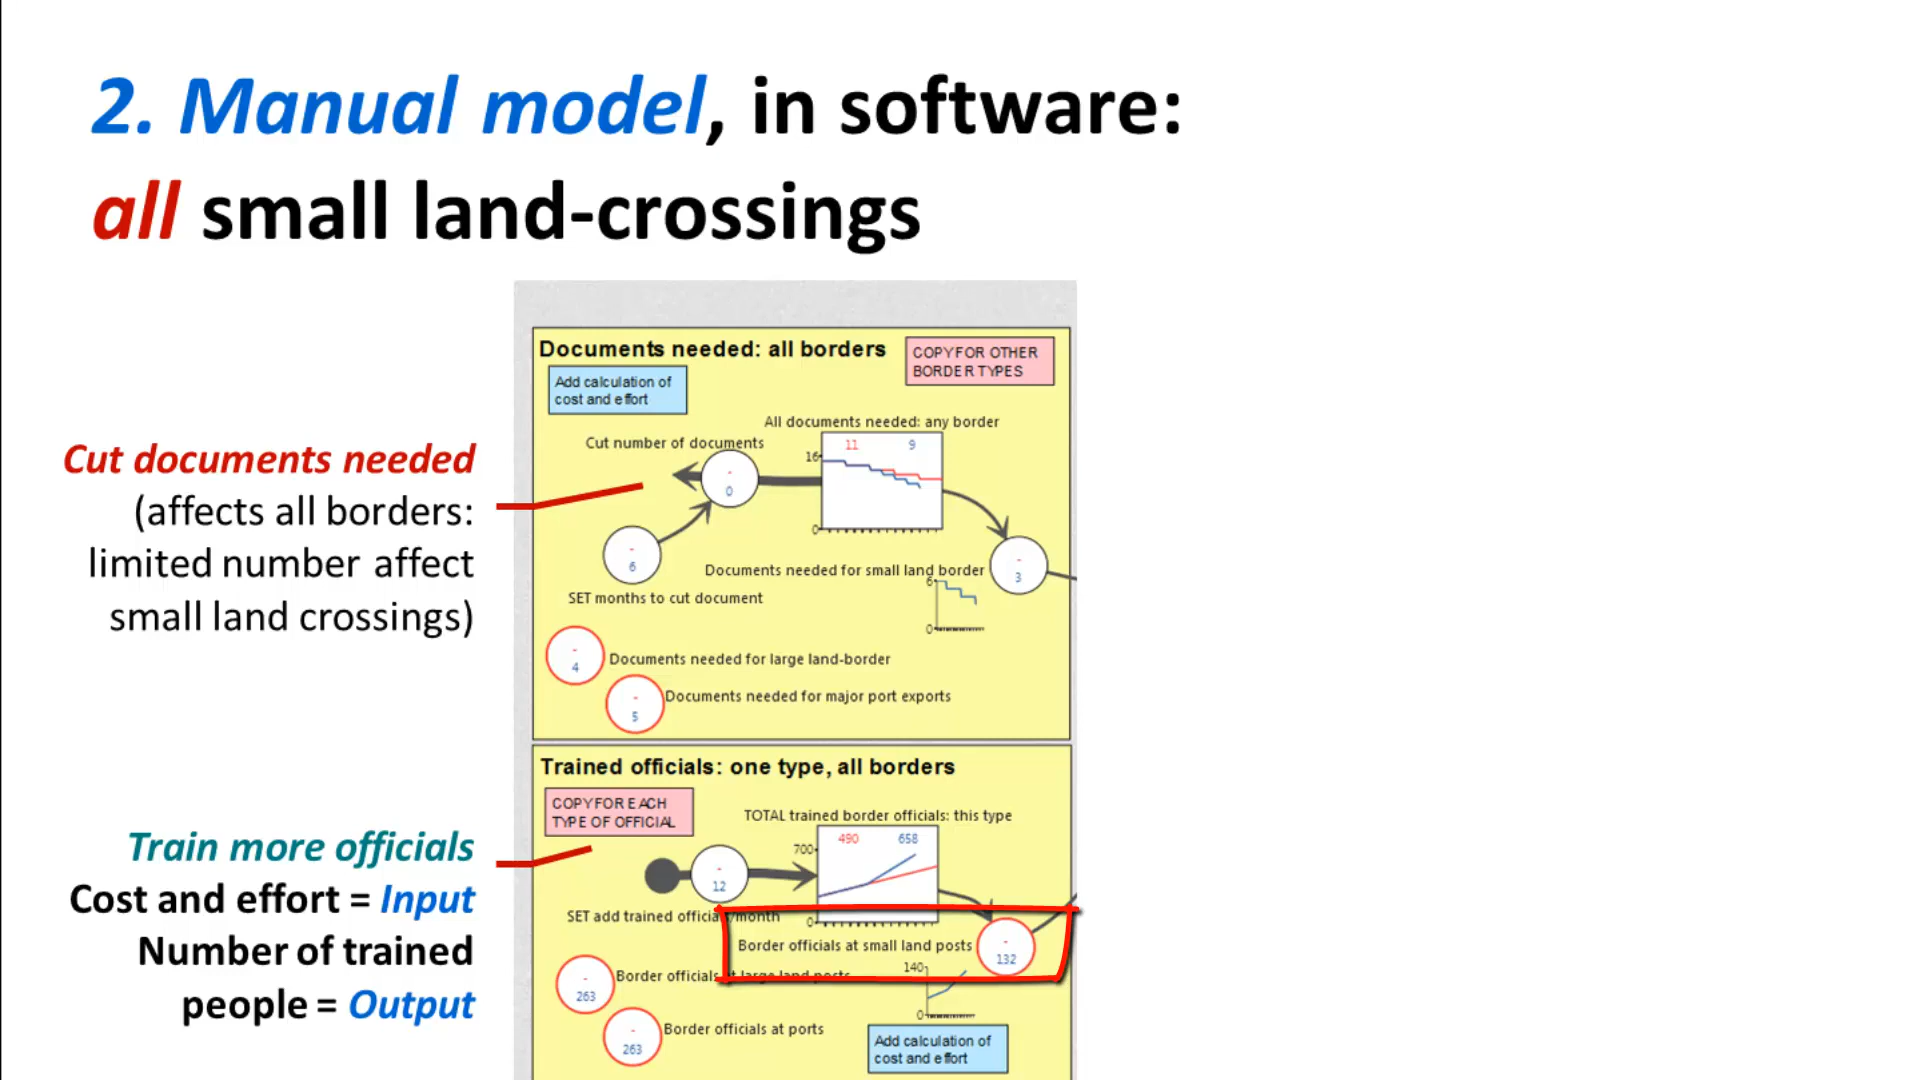 2. Manual model, in software:
all small land-crossings
Documents needed: all borders
COPY FOR OTHER
BORDER TYPES
Add calculation of
cost and effort
All documents needed: any border
Cut number of documents
11 9
16
-
0
0
-
6
Documents needed for small land border
-
3
6
0
SET months to cut document
-
4
Documents needed for large land-border
-
5
Documents needed for major port exports
Cut documents needed
(affects all borders:
limited number affect
small land crossings)
Trained officials: one type, all borders
COPY FOR EACH
TYPE OF OFFICIAL
TOTAL trained border officials: this type
490 658
700
-
12
0
SET add trained officials/month
Border officials at small land posts
-
132
140
0
-
263
Border officials at large land posts
-
263
Border officials at ports
Add calculation of
cost and effort
Train more officials
Cost and effort = Input
Number of trained
people = Output